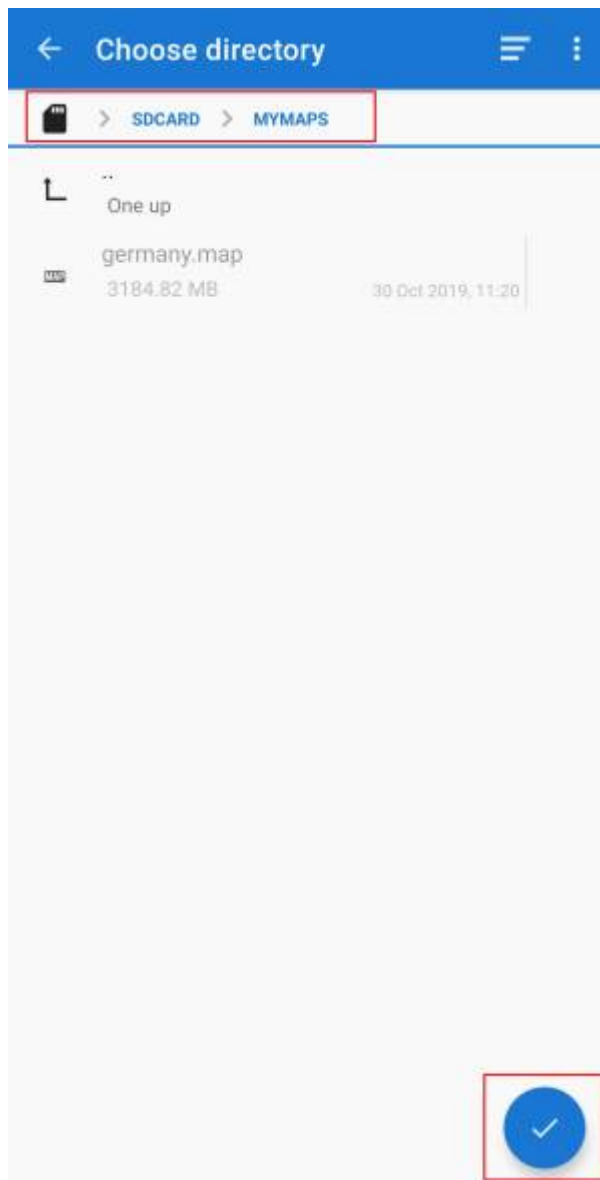 Choose directory
SDCARD > MYMAPS
..
One up
germany.map
3184.82 MB
30 Oct 2019, 11:20